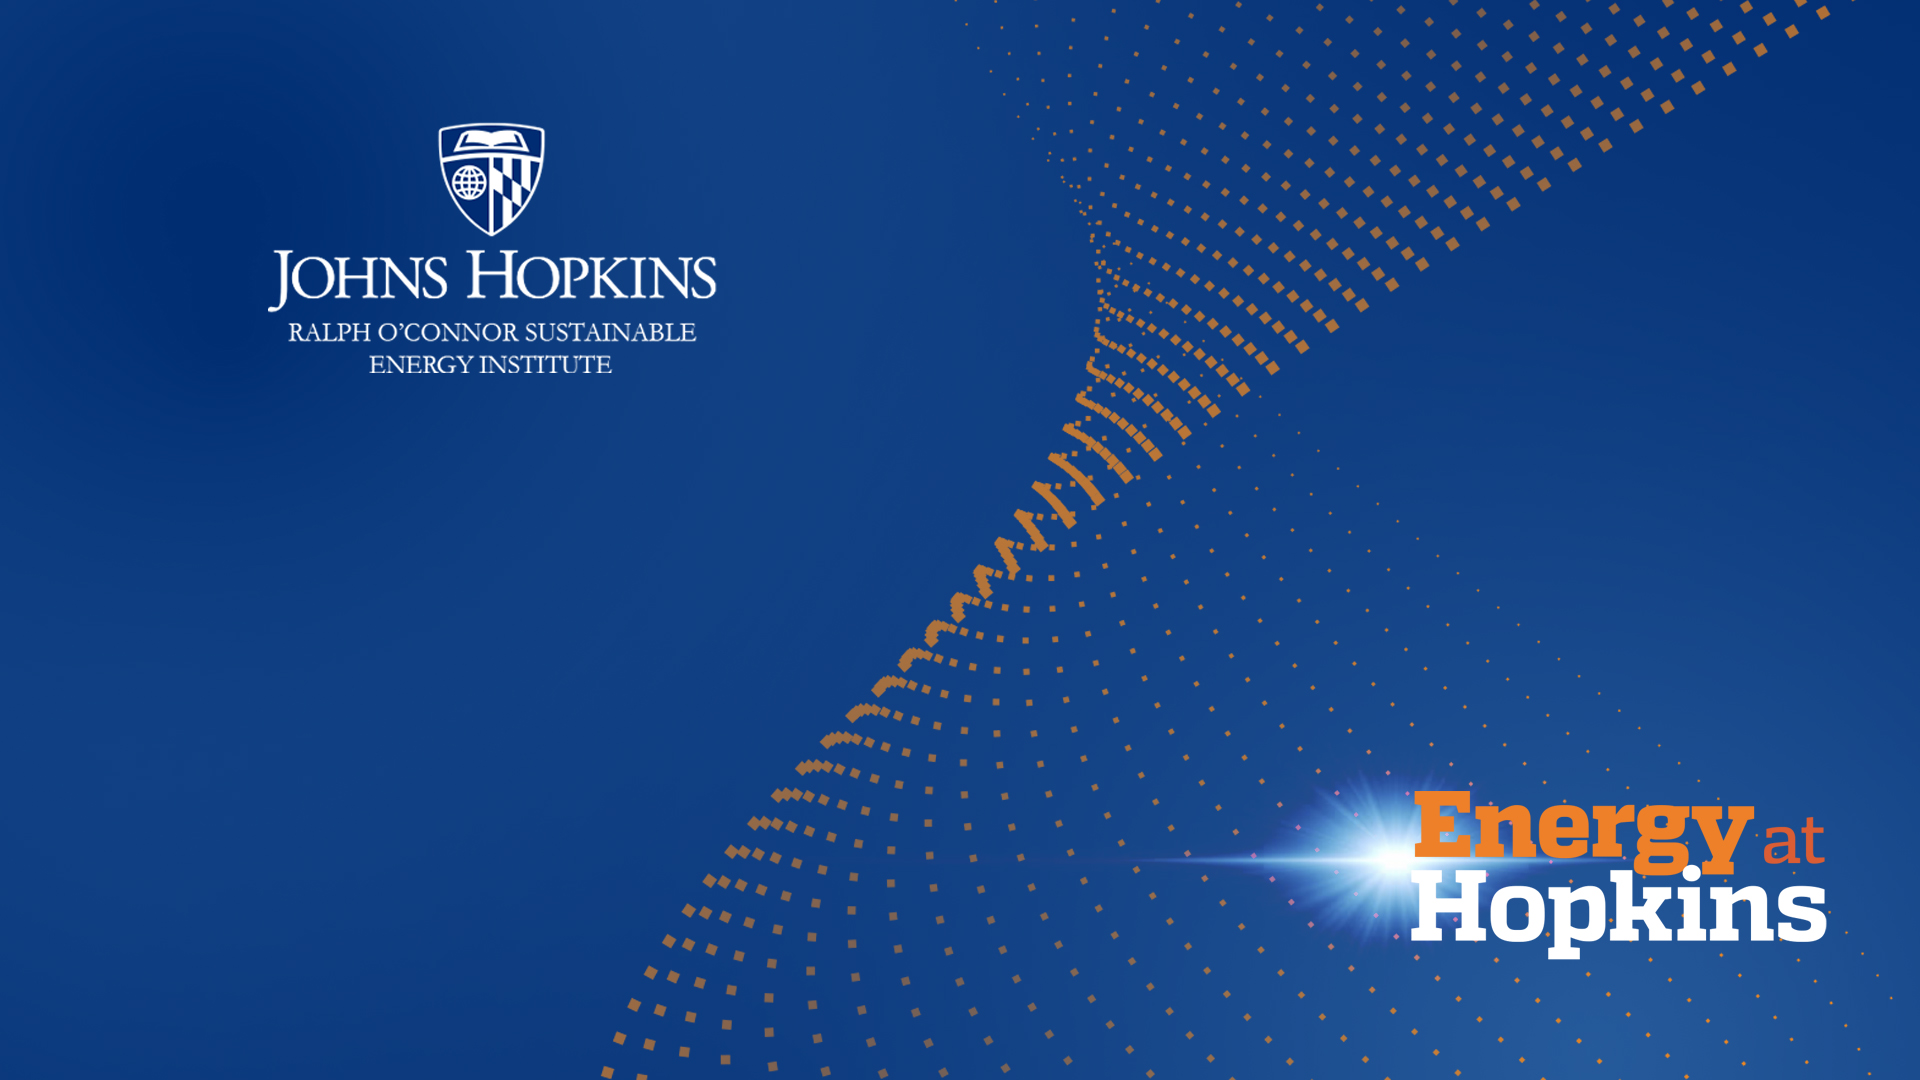 JOHNS HOPKINS
RALPH O'CONNOR SUSTAINABLE
ENERGY INSTITUTE
Energy at
Hopkins